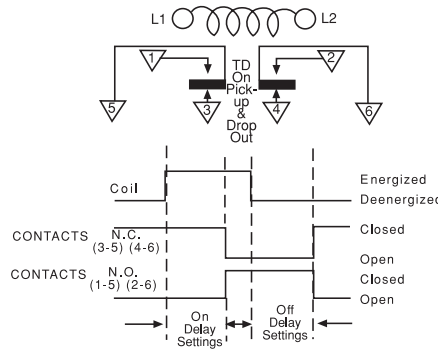 L1
L2
1
2
TD
On
Pick-
up
&
Drop
Out
5
3
4
6
Coil
Energized
Deenergized
CONTACTS N.C.
(3-5) (4-6)
Closed
Open
CONTACTS N.O.
(1-5) (2-6)
Closed
Open
On
Delay
Settings
Off
Delay
Settings